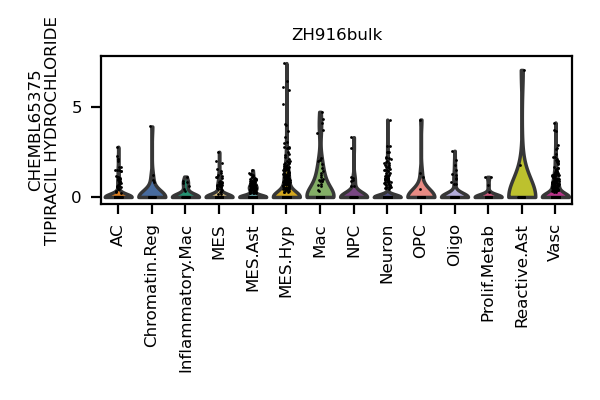 ZH916bulk
CHEMBL65375
TIPIRACIL HYDROCHLORIDE
5
0
AC
Chromatin.Reg
Inflammatory.Mac
MES
MES.Ast
MES.Hyp
Mac
NPC
Neuron
OPC
Oligo
Prolif.Metab
Reactive.Ast
Vasc